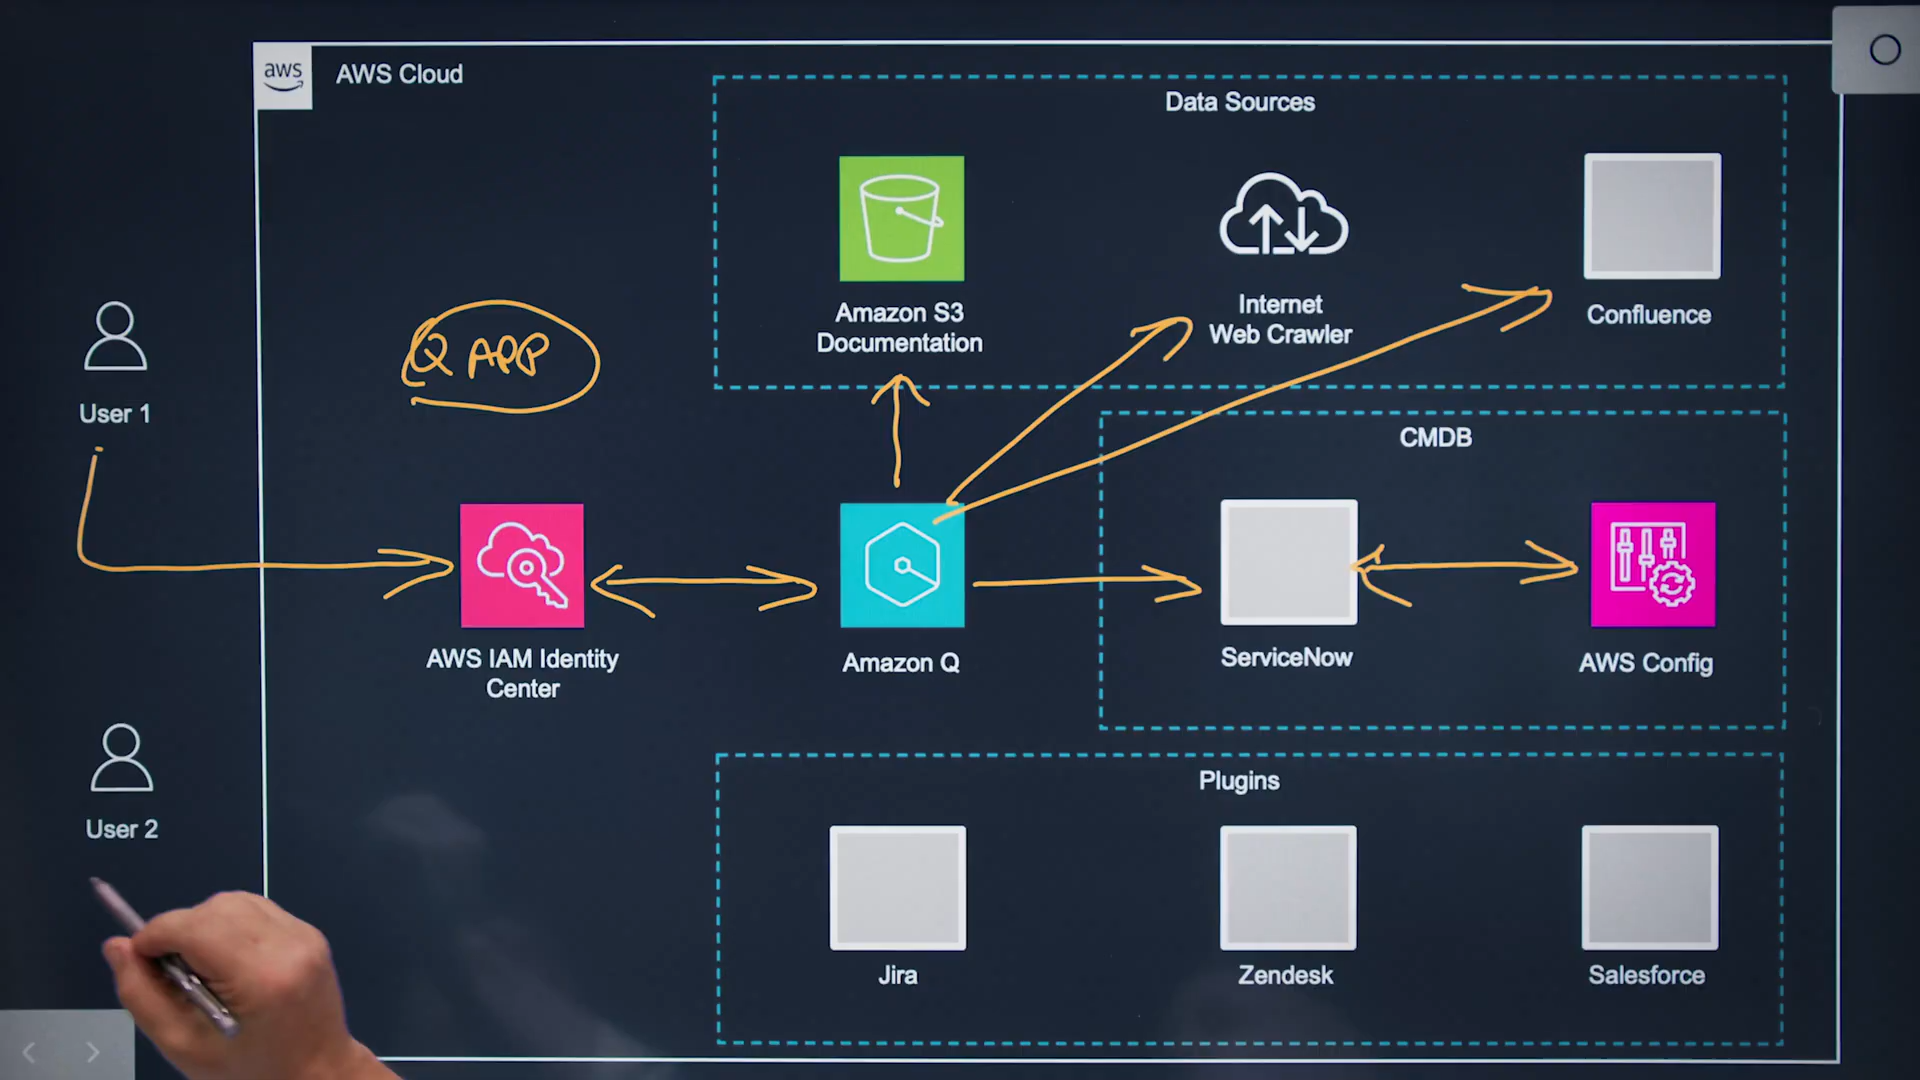 aws
AWS Cloud
Data Sources
Amazon S3
Documentation
Internet
Web Crawler
Confluence
Q APP
User 1
CMDB
AWS IAM Identity
Center
Amazon Q
ServiceNow
AWS Config
User 2
Plugins
Jira
Zendesk
Salesforce